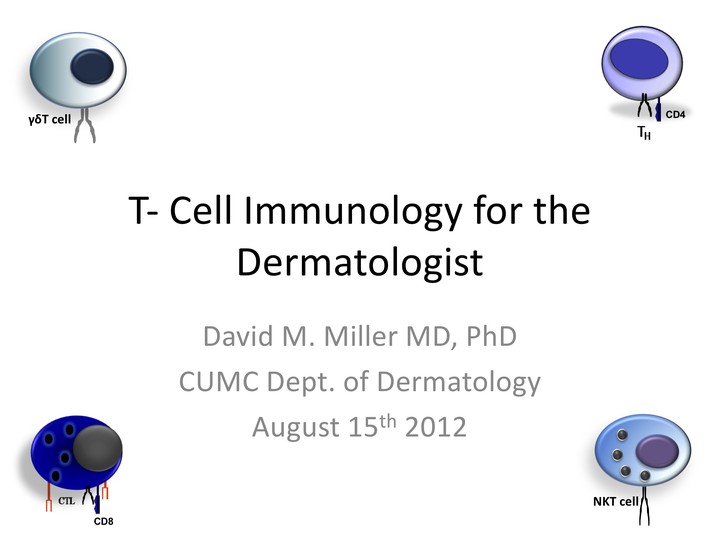 γδT cell
CD4
TH
T- Cell Immunology for the
Dermatologist
David M. Miller MD, PhD
CUMC Dept. of Dermatology
August 15th 2012
CTL
CD8
NKT cell